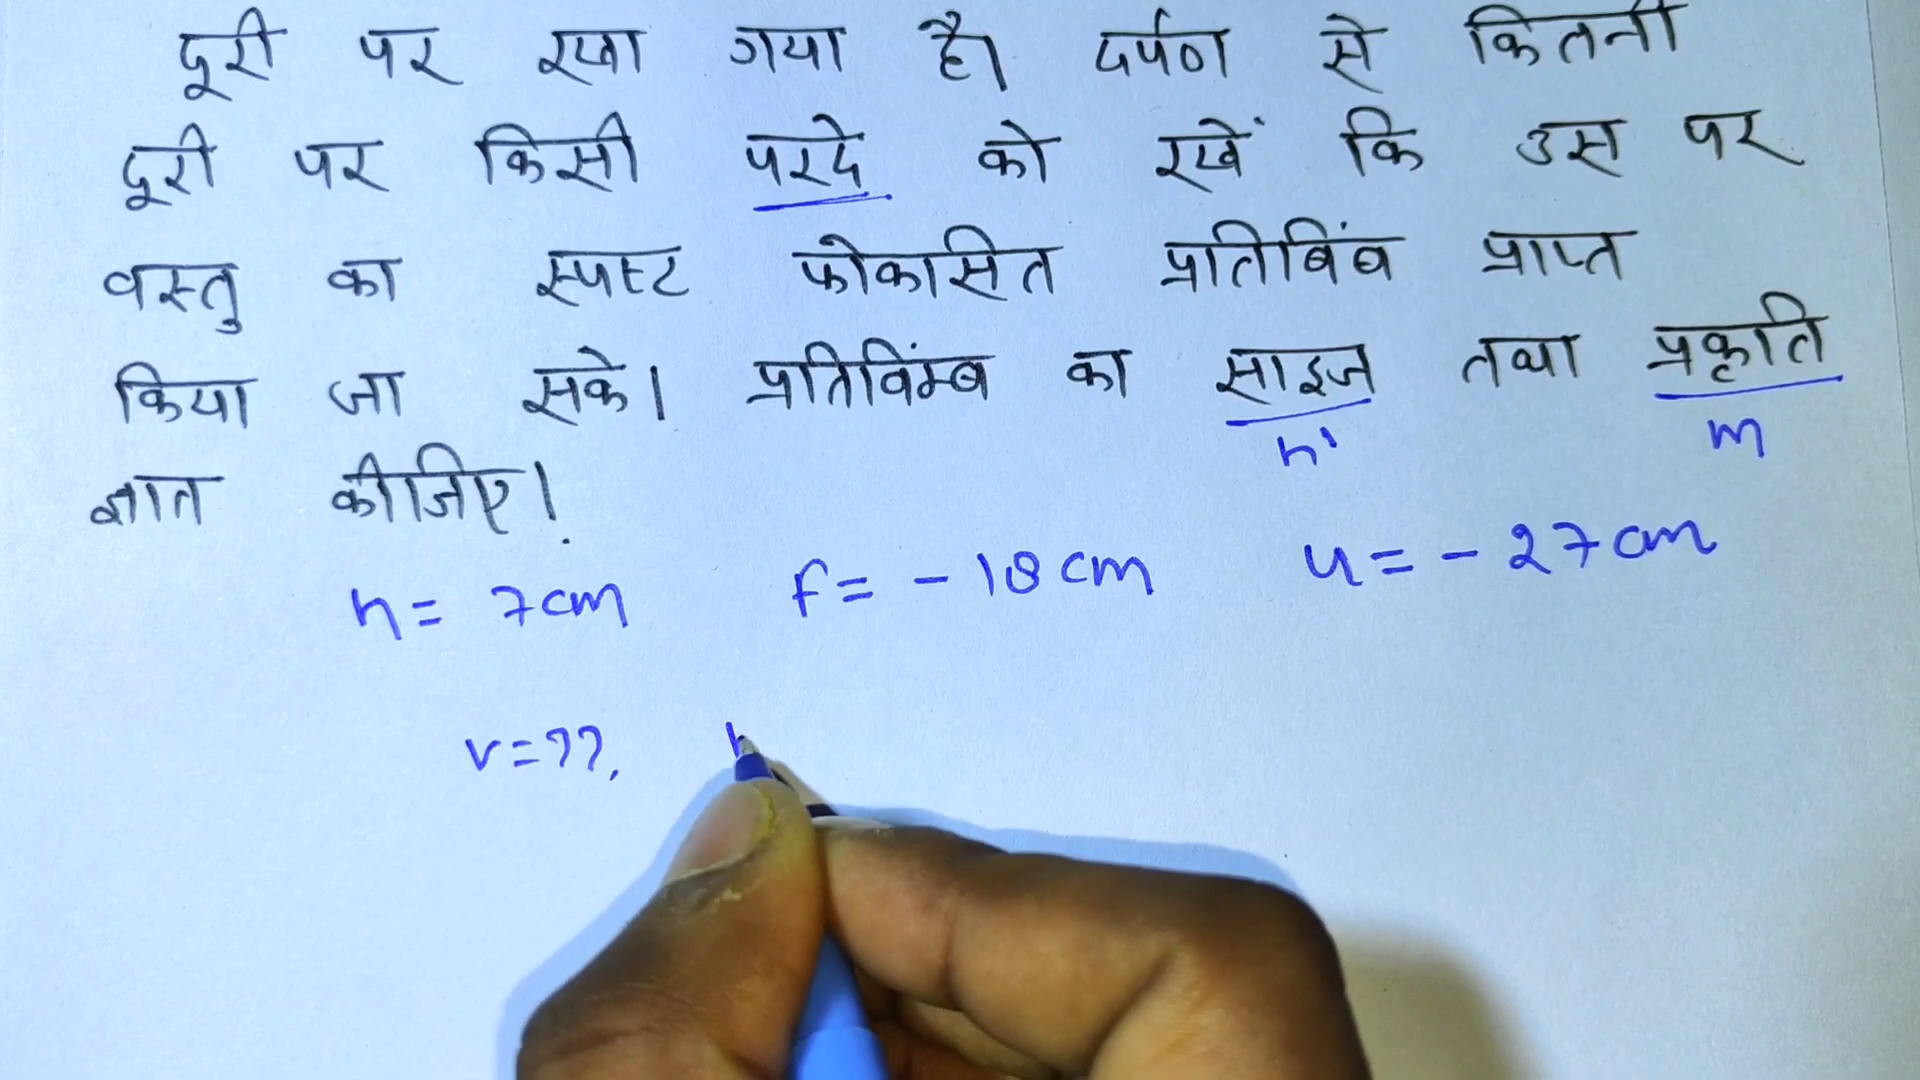 दूरी पर रखा गया है। दर्पण से कितनी
दूरी पर किसी परदे को रखें कि उस पर
वस्तु का स्पष्ट फोकासित प्रतिबिंब प्राप्त
किया जा सके। प्रतिविंम्ब का साइज तथा प्रकृति
h' m
ज्ञात कीजिए।
h = 7cm f = - 18 cm u = - 27 cm
v = ??,